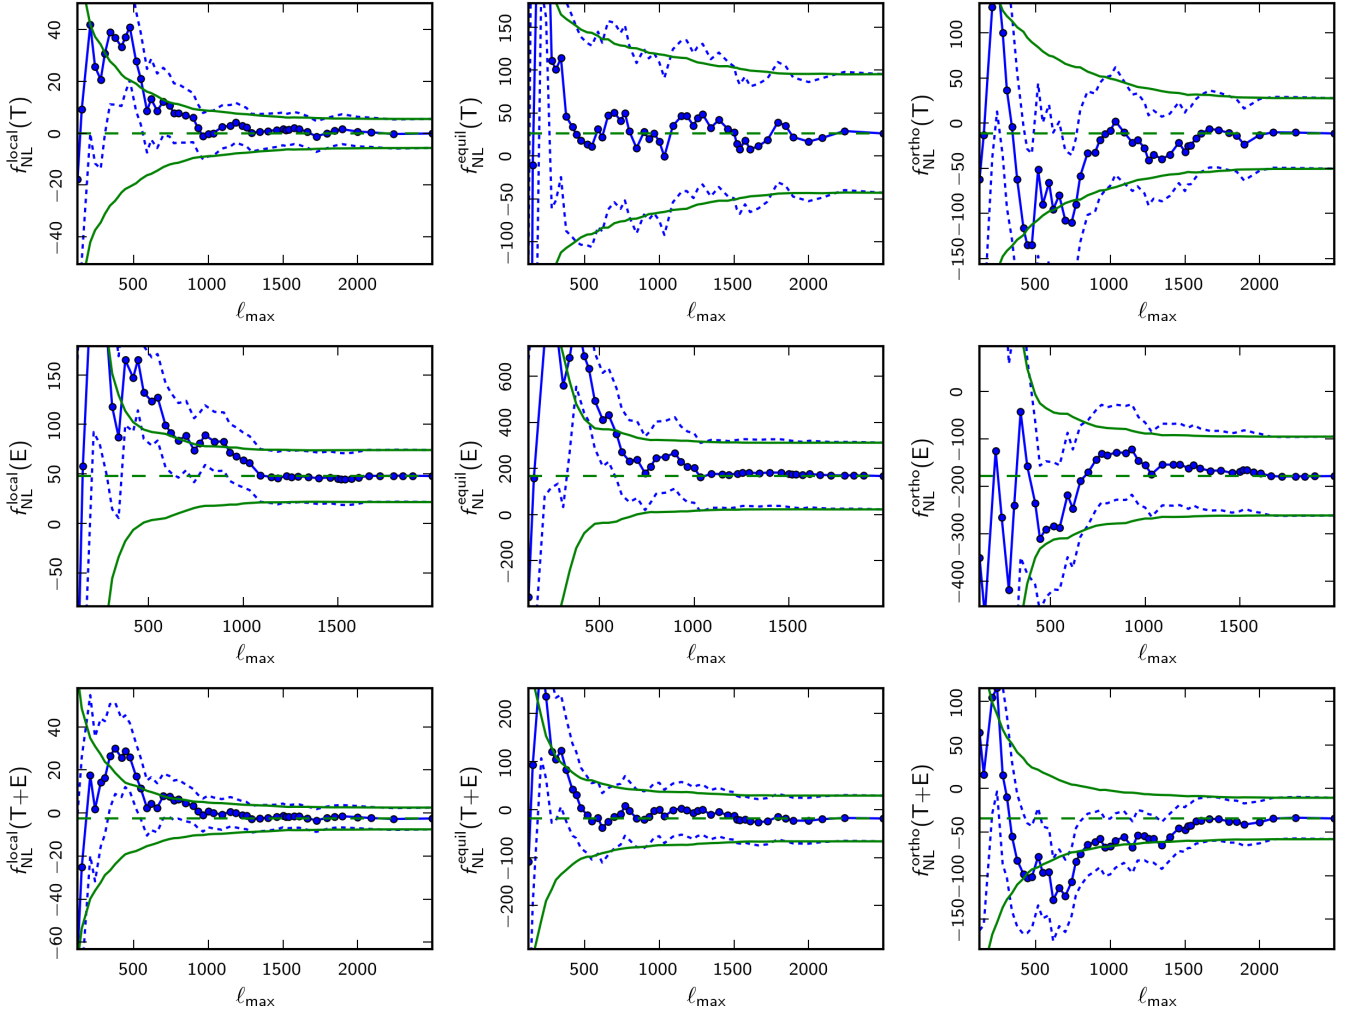 f_NL^local(T)
40
20
0
−20
−40
500 1000 1500 2000
ℓ_max
f_NL^equil(T)
150
100
50
0
−50
−100
500 1000 1500 2000
ℓ_max
f_NL^ortho(T)
100
50
0
−50
−100
−150
500 1000 1500 2000
ℓ_max
f_NL^local(E)
150
100
50
0
−50
500 1000 1500
ℓ_max
f_NL^equil(E)
600
400
200
0
−200
500 1000 1500
ℓ_max
f_NL^ortho(E)
0
−100
−200
−300
−400
500 1000 1500
ℓ_max
f_NL^local(T+E)
40
20
0
−20
−40
−60
500 1000 1500 2000
ℓ_max
f_NL^equil(T+E)
200
100
0
−100
−200
500 1000 1500 2000
ℓ_max
f_NL^ortho(T+E)
100
50
0
−50
−100
−150
500 1000 1500 2000
ℓ_max